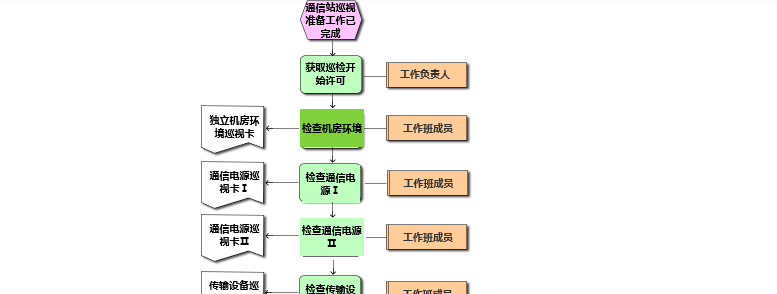 通信站巡视
准备工作已
完成
获取巡检开
始许可
工作负责人
独立机房环
境巡视卡
检查机房环境
工作班成员
通信电源巡
视卡Ⅰ
检查通信电
源Ⅰ
工作班成员
通信电源巡
视卡Ⅱ
检查通信电源
Ⅱ
工作班成员
传输设备巡
检查传输设
工作班成员